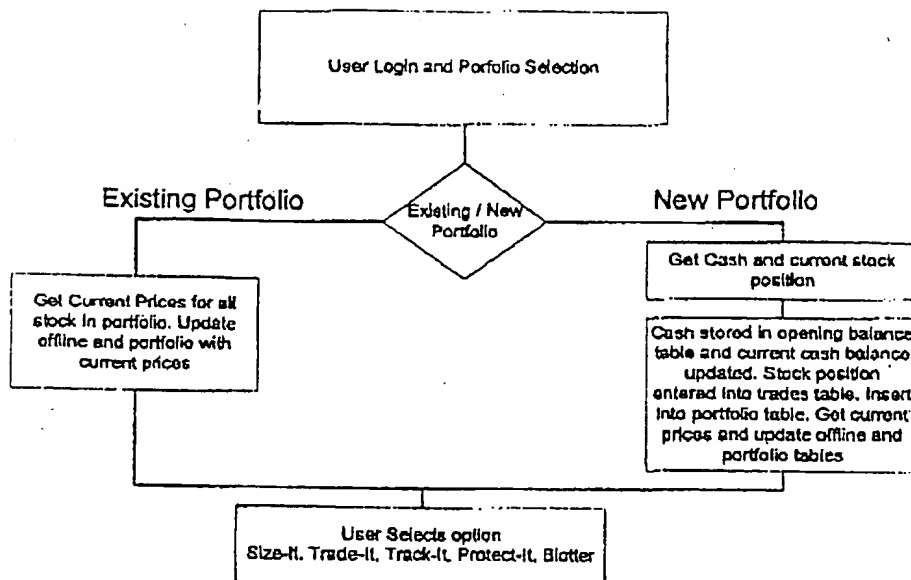 User Login and Porfolio Selection
Existing Portfolio
Existing / New
Portfolio
New Portfolio
Get Current Prices for all
stock in portfolio. Update
offline and portfolio with
current prices
Get Cash and current stock
position
Cash stored in opening balance
table and current cash balance
updated. Stock position
entered into trades table. Insert
into portfolio table. Get current
prices and update offline and
portfolio tables
User Selects option
Size-it, Trade-It, Track-It, Protect-It, Blotter